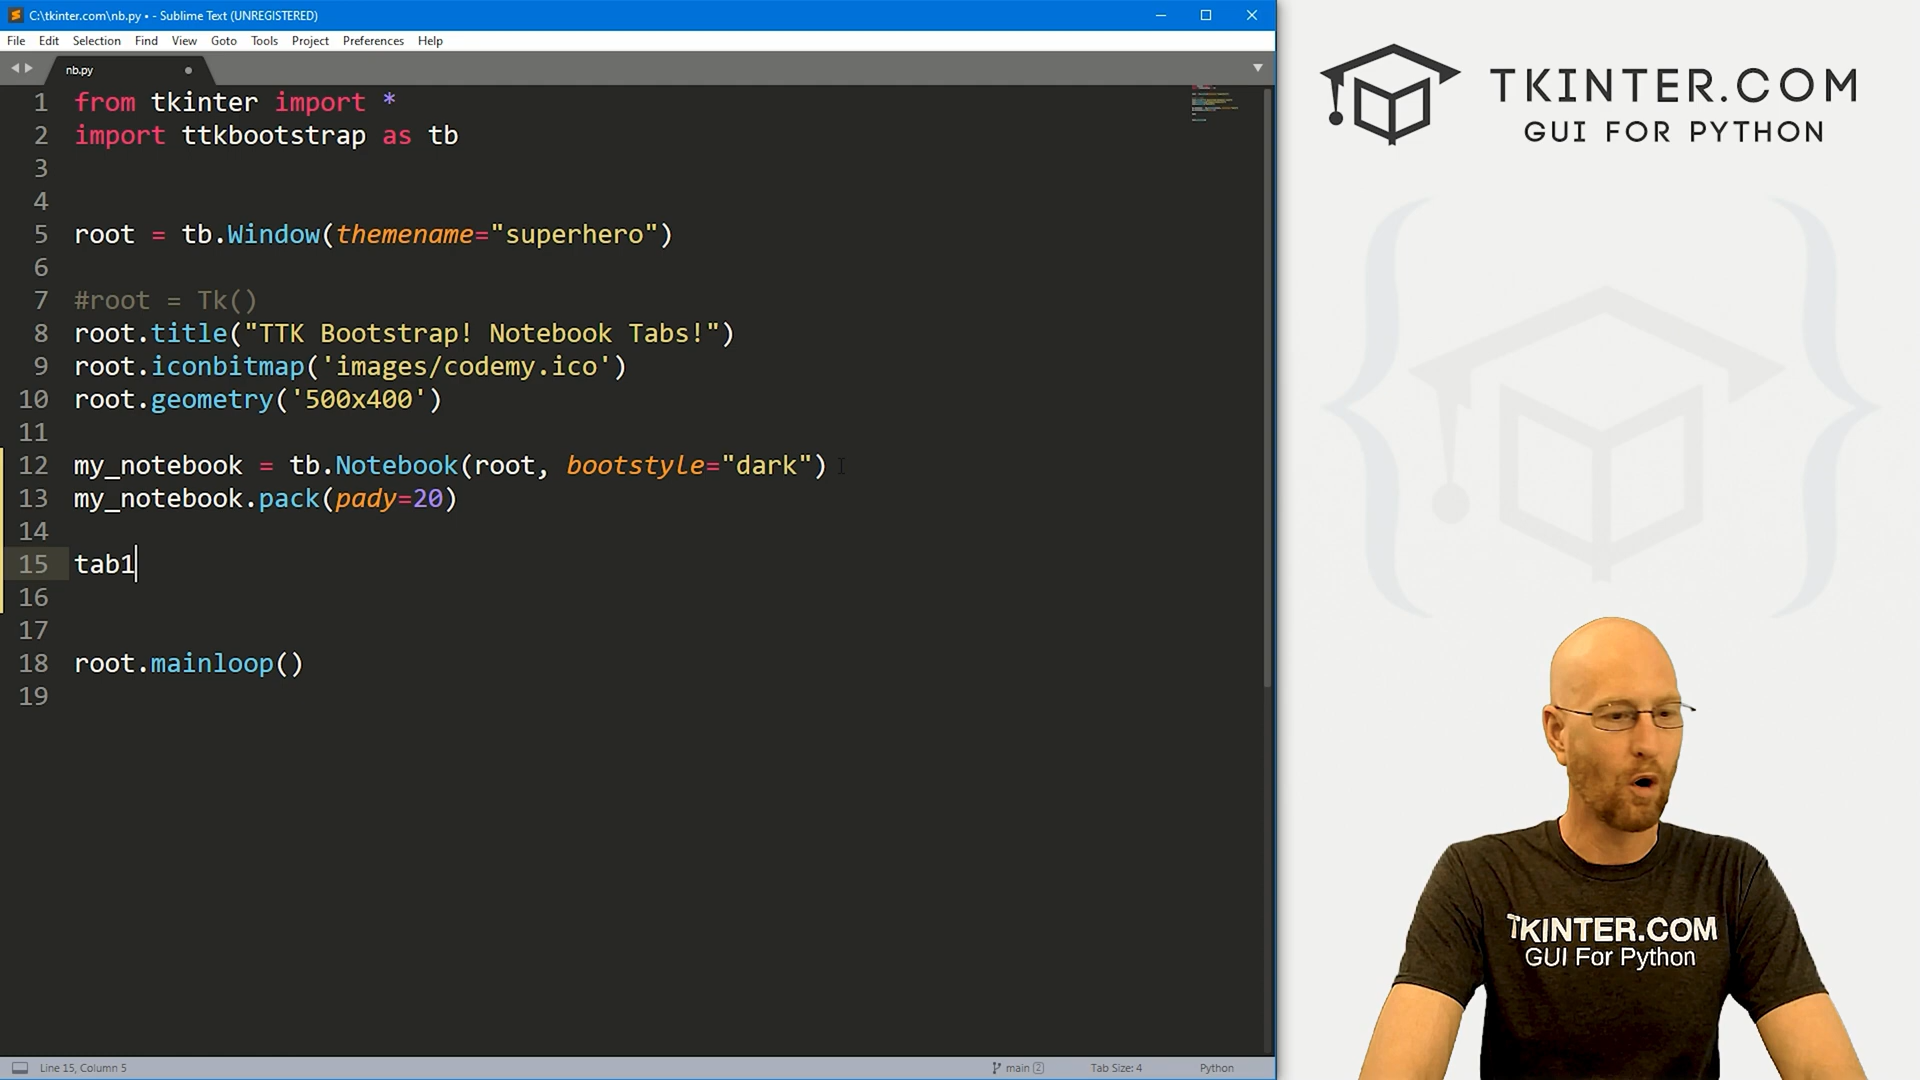 C:\tkinter.com\nb.py • - Sublime Text (UNREGISTERED)
File Edit Selection Find View Goto Tools Project Preferences Help
nb.py
1 from tkinter import *
2 import ttkbootstrap as tb
3
4
5 root = tb.Window(themename="superhero")
6
7 #root = Tk()
8 root.title("TTK Bootstrap! Notebook Tabs!")
9 root.iconbitmap('images/codemy.ico')
10 root.geometry('500x400')
11
12 my_notebook = tb.Notebook(root, bootstyle="dark")
13 my_notebook.pack(pady=20)
14
15 tab1
16
17
18 root.mainloop()
19
Line 15, Column 5
main 2
Tab Size: 4
Python
TKINTER.COM
GUI FOR PYTHON
TKINTER.COM
GUI For Python